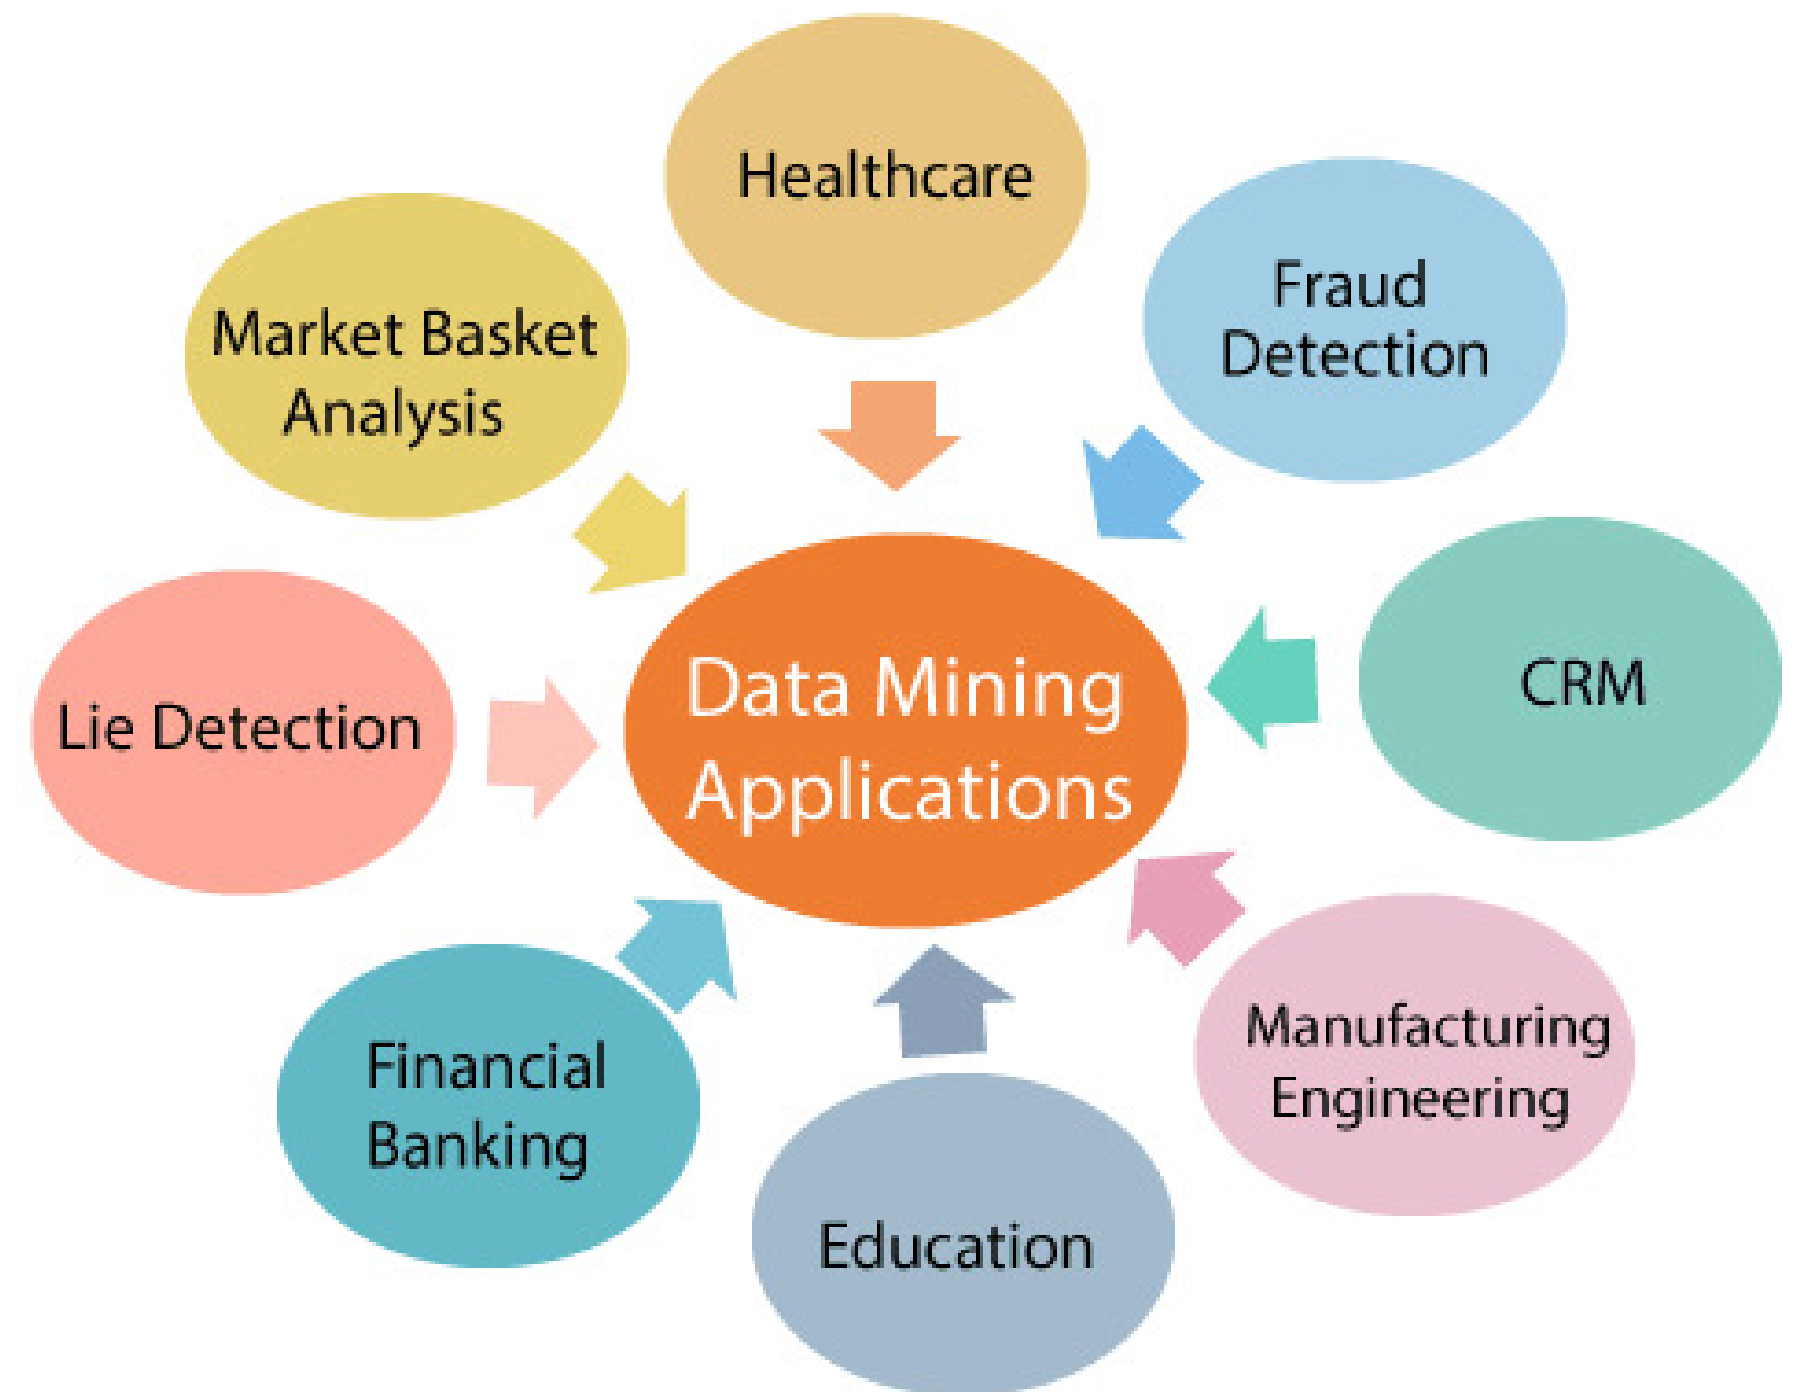 Healthcare
Fraud
Detection
Market Basket
Analysis
CRM
Data Mining
Applications
Lie Detection
Manufacturing
Engineering
Financial
Banking
Education